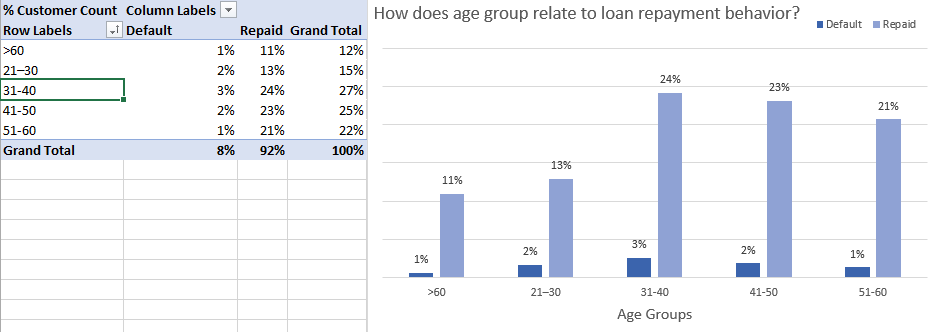 % Customer Count Column Labels
Row Labels Default Repaid Grand Total
>60 1% 11% 12%
21–30 2% 13% 15%
31-40 3% 24% 27%
41-50 2% 23% 25%
51-60 1% 21% 22%
Grand Total 8% 92% 100%
How does age group relate to loan repayment behavior?
Default Repaid
1% 11% 2% 13% 3% 24% 2% 23% 1% 21%
>60 21–30 31-40 41-50 51-60
Age Groups